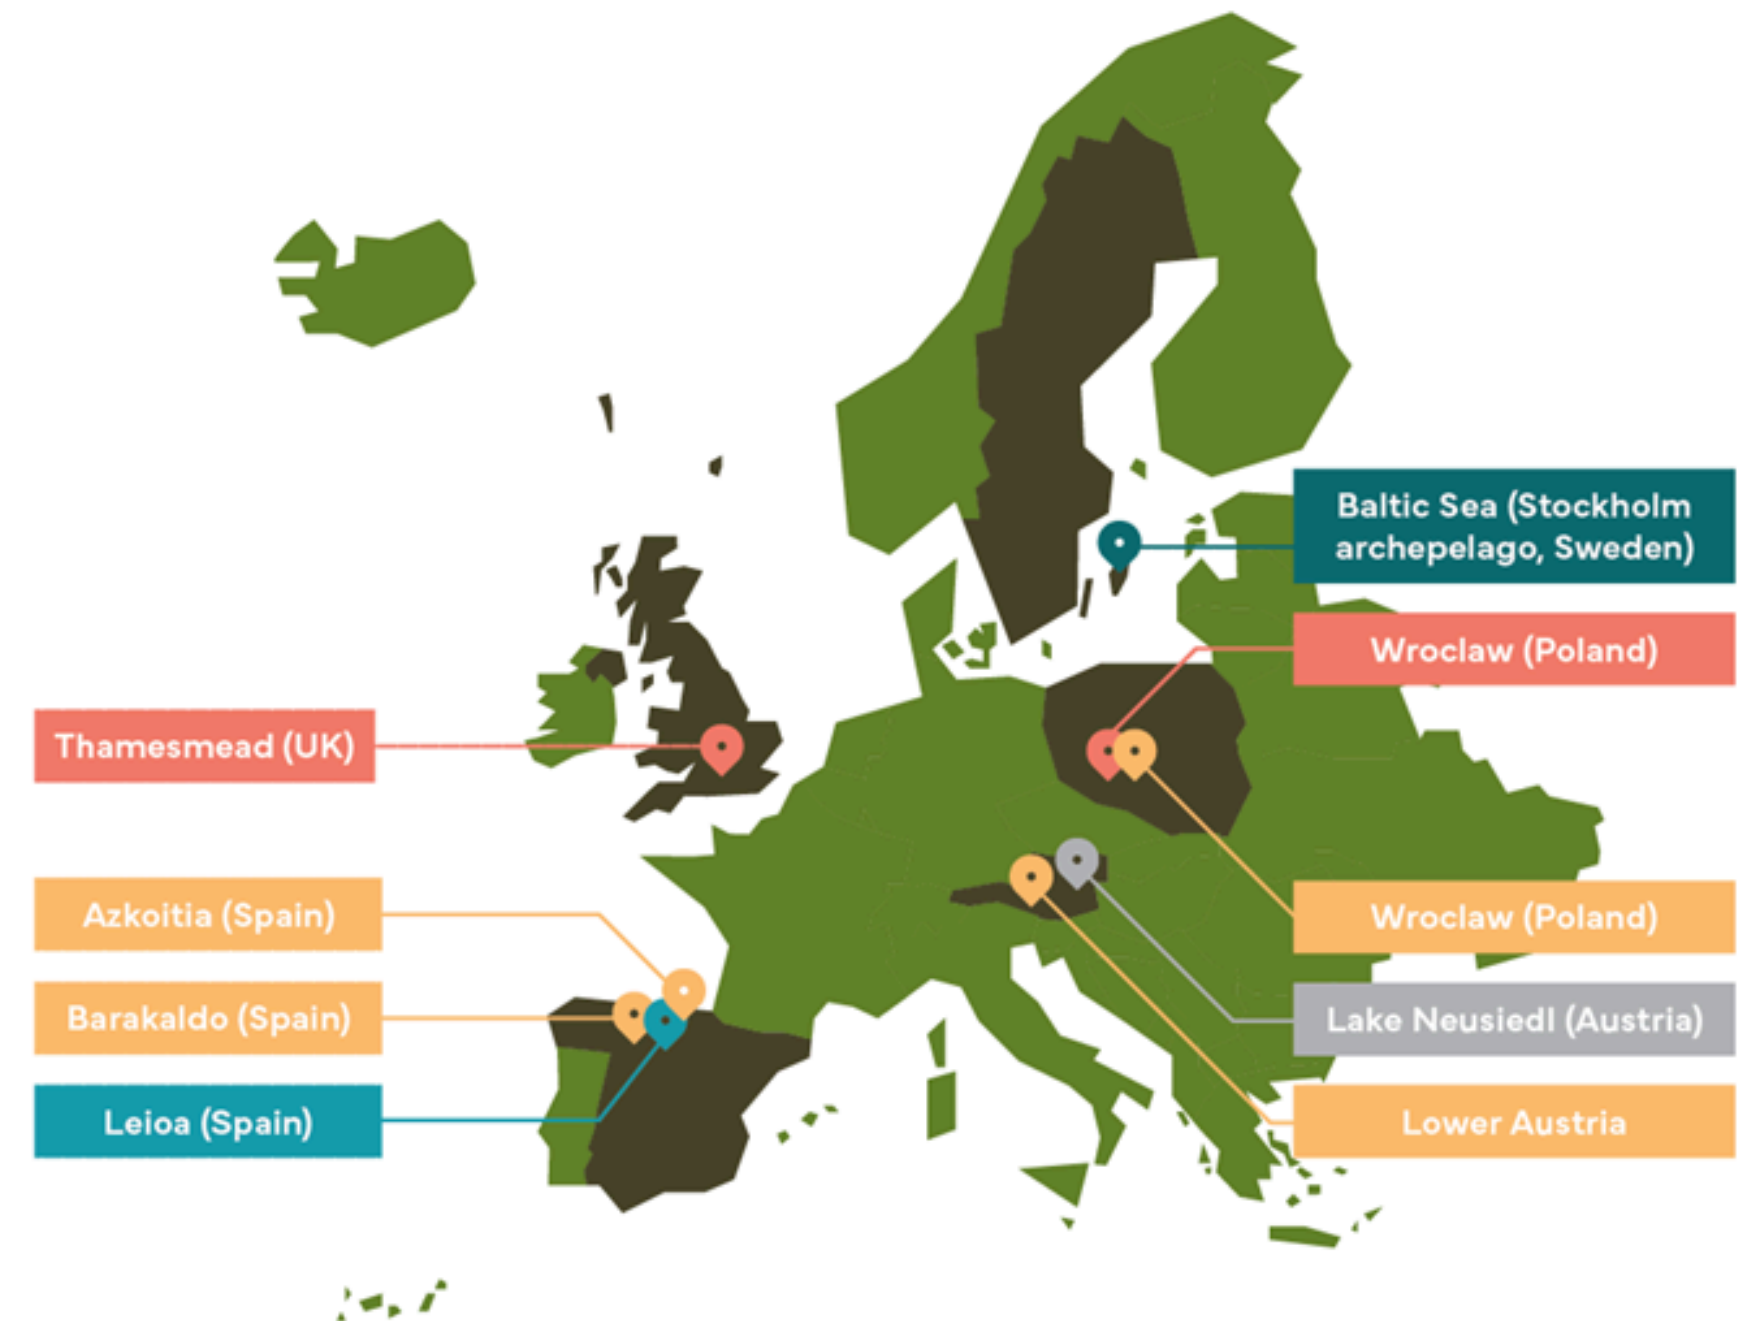 Baltic Sea (Stockholm
archepelago, Sweden)
Wroclaw (Poland)
Thamesmead (UK)
Azkoitia (Spain)
Wroclaw (Poland)
Barakaldo (Spain)
Lake Neusiedl (Austria)
Leioa (Spain)
Lower Austria